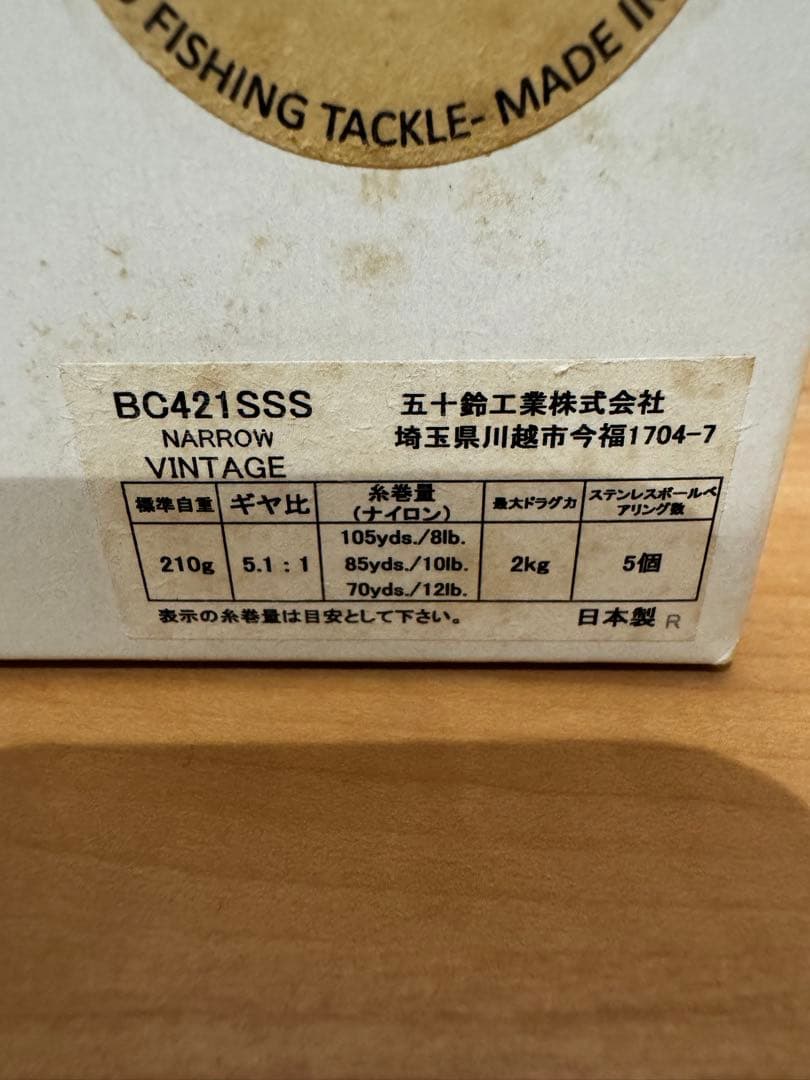 FISHING TACKLE- MADE IN
BC421SSS
NARROW
VINTAGE
五十鈴工業株式会社
埼玉県川越市今福1704-7
標準自重 ギヤ比 糸巻量(ナイロン) 最大ドラグ力 ステンレスボールベアリング数
210g 5.1:1 105yds./8lb. 2kg 5個
85yds./10lb.
70yds./12lb.
表示の糸巻量は目安として下さい。
日本製 R